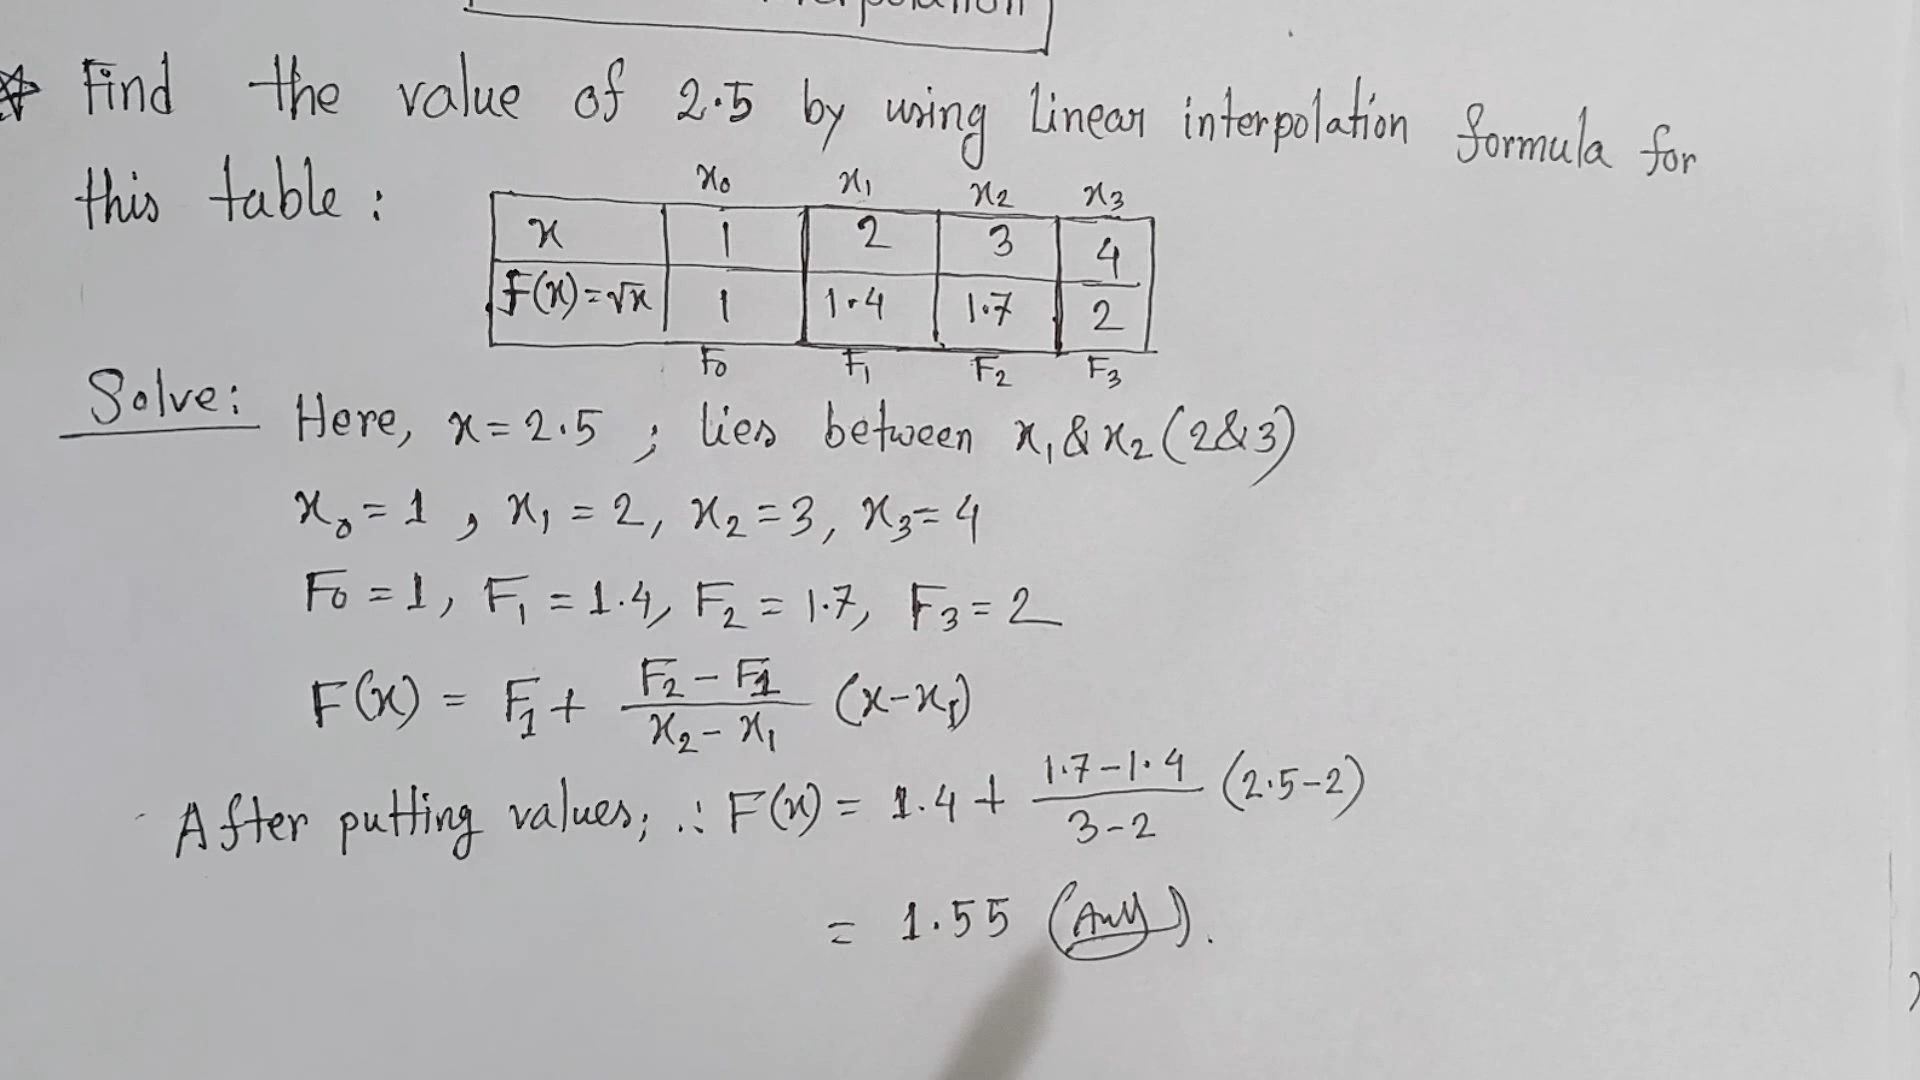 ☆ Find the value of 2.5 by using Linear interpolation formula for
this table :
x₀ x₁ x₂ x₃
x 1 2 3 4
F(x)=√x 1 1.4 1.7 2
F₀ F₁ F₂ F₃
Solve:
Here, x = 2.5 ; lies between x₁ & x₂ (2&3)
x₀ = 1 , x₁ = 2, x₂ = 3, x₃ = 4
F₀ = 1, F₁ = 1.4, F₂ = 1.7, F₃ = 2
F(x) = F₁ + (F₂ - F₁)/(x₂ - x₁) (x-x₁)
After putting values; ∴ F(x) = 1.4 + (1.7-1.4)/(3-2) (2.5-2)
= 1.55 (Ans).